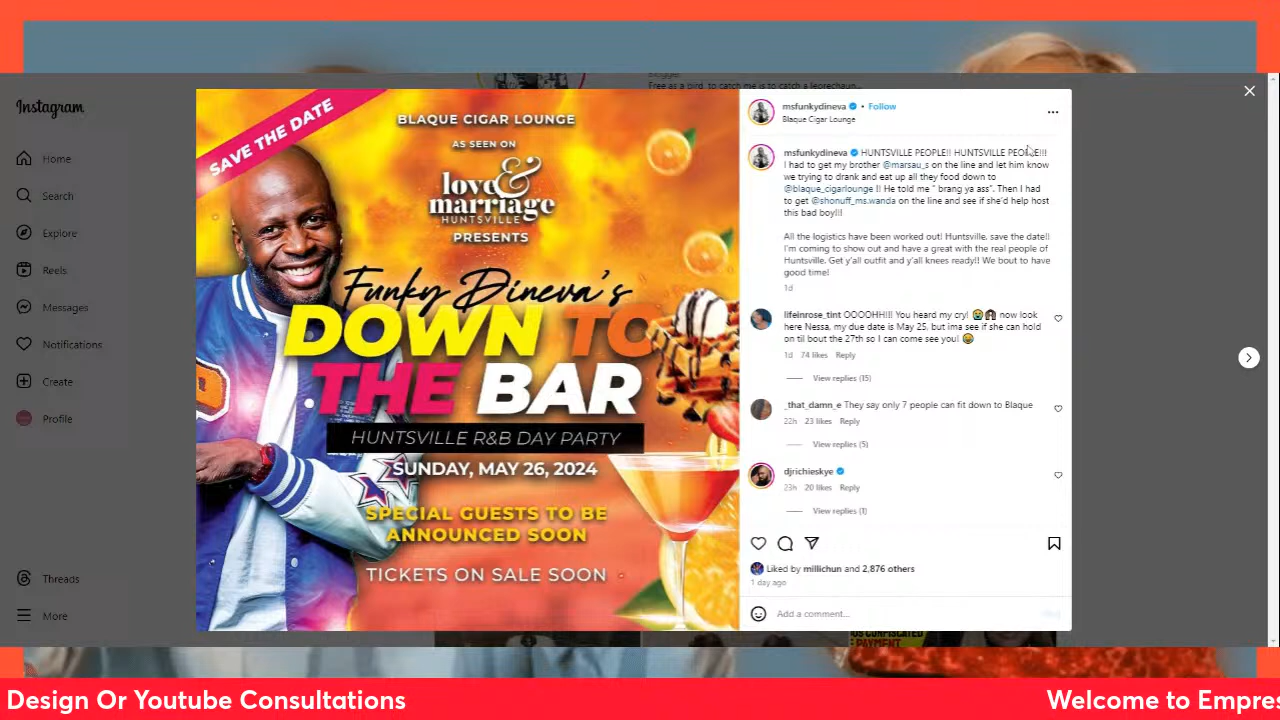 Free as a bird, to catch me is to catch a leprechaun...
Instagram
Home
Search
Explore
Reels
Messages
Notifications
Create
Profile
Threads
More
SAVE THE DATE
BLAQUE CIGAR LOUNGE
AS SEEN ON
love &
marriage
HUNTSVILLE
PRESENTS
Funky Dineva's
DOWN TO
THE BAR
HUNTSVILLE R&B DAY PARTY
SUNDAY, MAY 26, 2024
SPECIAL GUESTS TO BE
ANNOUNCED SOON
TICKETS ON SALE SOON
msfunkydineva • Follow
Blaque Cigar Lounge
msfunkydineva HUNTSVILLE PEOPLE!! HUNTSVILLE PEOPLE!!!
I had to get my brother @marsau_s on the line and let him know
we trying to drank and eat up all they food down to
@blaque_cigarlounge !! He told me " brang ya ass". Then I had
to get @shonuff_ms.wanda on the line and see if she'd help host
this bad boy!!!
All the logistics have been worked out! Huntsville, save the date!!
I'm coming to show out and have a great with the real people of
Huntsville. Get y'all outfit and y'all knees ready!! We bout to have
good time!
1d
lifeinrose_tint OOOOHH!!! You heard my cry! 😭👩🏽 now look
here Nessa, my due date is May 25, but ima see if she can hold
on til bout the 27th so I can come see you! 😂
1d 74 likes Reply
View replies (15)
_that_damn_e They say only 7 people can fit down to Blaque
22h 23 likes Reply
View replies (5)
djrichieskye
23h 20 likes Reply
View replies (1)
Liked by millichun and 2,876 others
1 day ago
Add a comment...
PAYMENT
Design Or Youtube Consultations
Welcome to Empres